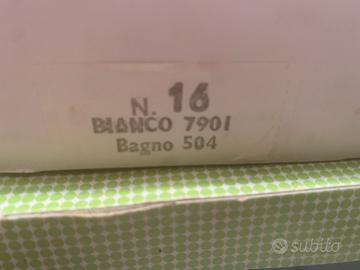 N. 16
BIANCO 7901
Bagno 504
subito